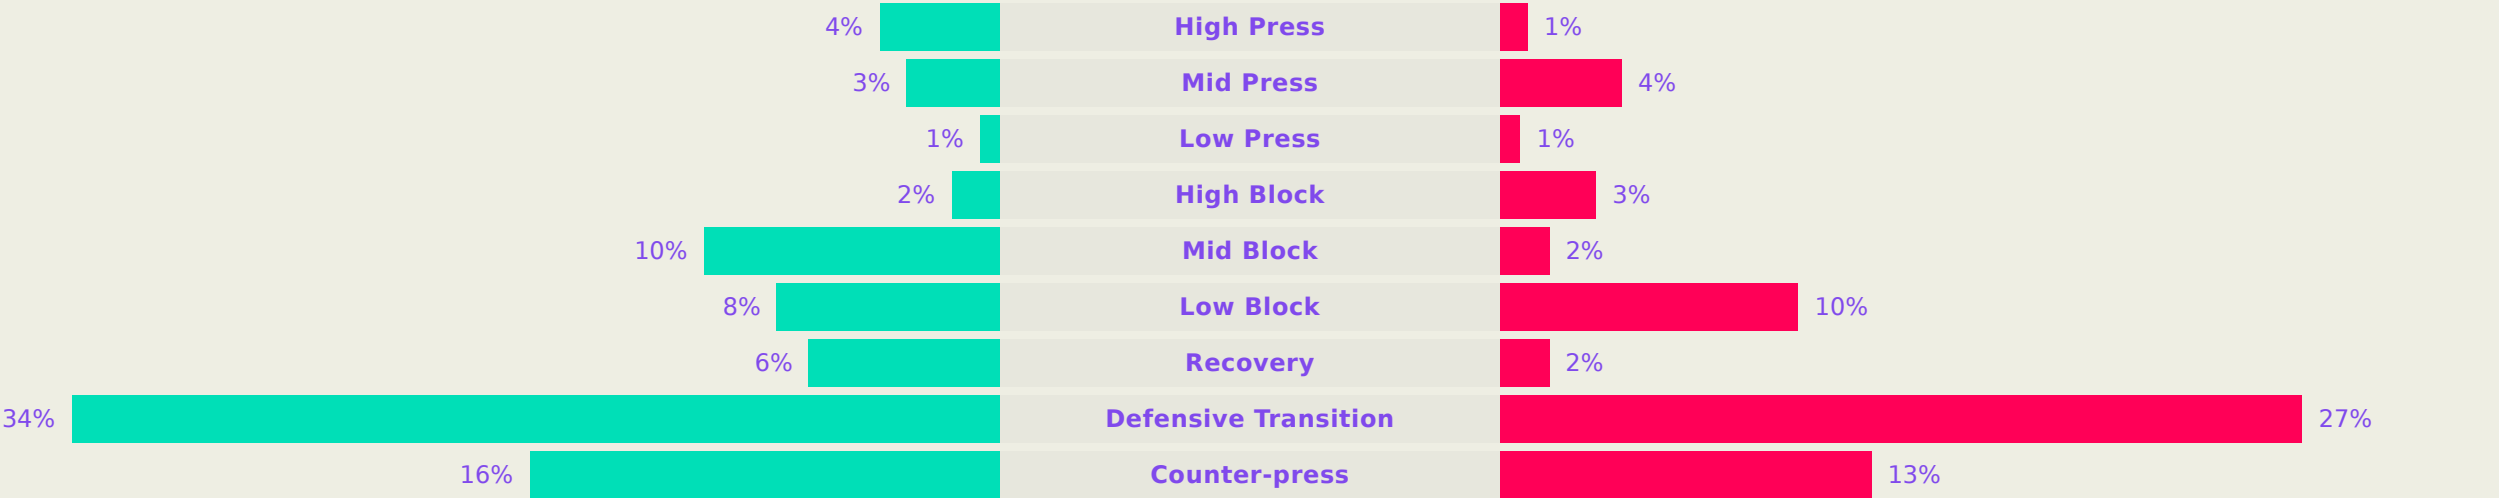 4% High Press 1%
3% Mid Press 4%
1% Low Press 1%
2% High Block 3%
10% Mid Block 2%
8% Low Block 10%
6% Recovery 2%
34% Defensive Transition 27%
16% Counter-press 13%